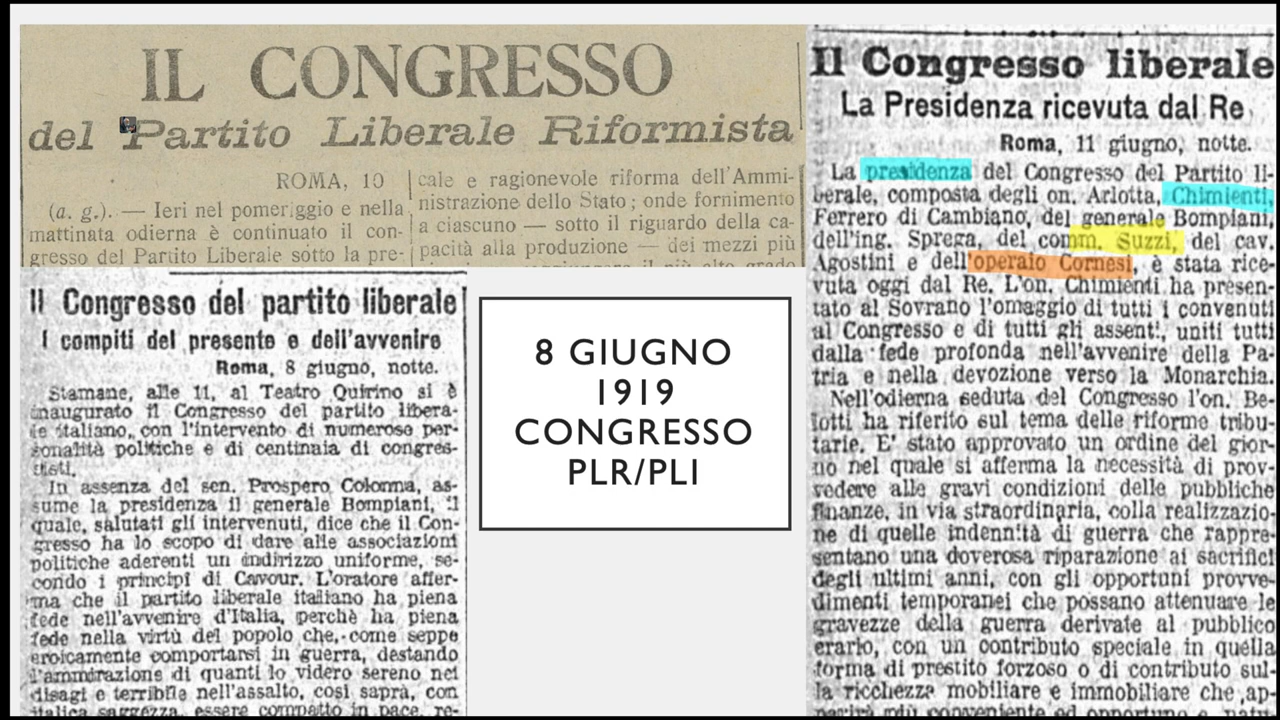 IL CONGRESSO
del Partito Liberale Riformista
ROMA, 10
(a. g.). — Ieri nel pomeriggio e nella
mattinata odierna è continuato il con-
gresso del Partito Liberale sotto la pre-
cale e ragionevole riforma dell'Ammi-
nistrazione dello Stato; onde fornimento
a ciascuno — sotto il riguardo della ca-
pacità alla produzione — dei mezzi più
Il Congresso del partito liberale
I compiti del presente e dell'avvenire
Roma, 8 giugno, notte.
Stamane, alle 11, al Teatro Quirino si è
inaugurato il Congresso del partito libera-
le italiano, con l'intervento di numerose per-
sonalità politiche e di centinaia di congres-
sisti.
In assenza del sen. Prospero Colonna, as-
sume la presidenza il generale Bompiani, il
quale, salutati gli intervenuti, dice che il Con-
gresso ha lo scopo di dare alle associazioni
politiche aderenti un indirizzo uniforme, se-
condo i principi di Cavour. L'oratore affer-
ma che il partito liberale italiano ha piena
fede nell'avvenire d'Italia, perchè ha piena
fede nella virtù del popolo che, come seppe
eroicamente comportarsi in guerra, destando
l'ammirazione di quanti lo videro sereno nei
disagi e terribile nell'assalto, così saprà, con
italica saggezza, essere compatto in pace, re-
8 GIUGNO
1919
CONGRESSO
PLR/PLI
Il Congresso liberale
La Presidenza ricevuta dal Re
Roma, 11 giugno, notte.
La presidenza del Congresso del Partito li-
berale, composta degli on. Arlotta, Chimienti,
Ferrero di Cambiano, del generale Bompiani,
dell'ing. Sprega, del comm. Suzzi, del cav.
Agostini e dell'operaio Cornesi, è stata rice-
vuta oggi dal Re. L'on. Chimienti ha presen-
tato al Sovrano l'omaggio di tutti i convenuti
al Congresso e di tutti gli assenti, uniti tutti
dalla fede profonda nell'avvenire della Pa-
tria e nella devozione verso la Monarchia.
Nell'odierna seduta del Congresso l'on. Be-
lotti ha riferito sul tema delle riforme tribu-
tarie. E' stato approvato un ordine del gior-
no nel quale si afferma la necessità di prov-
vedere alle gravi condizioni delle pubbliche
finanze, in via straordinaria, colla realizzazio-
ne di quelle indennità di guerra che rappre-
sentano una doverosa riparazione ai sacrifici
degli ultimi anni, con gli opportuni provve-
dimenti temporanei che possano attenuare le
gravezze della guerra derivate al pubblico
erario, con un contributo speciale in quella
forma di prestito forzoso o di contributo sul-
la ricchezza mobiliare e immobiliare che ap-